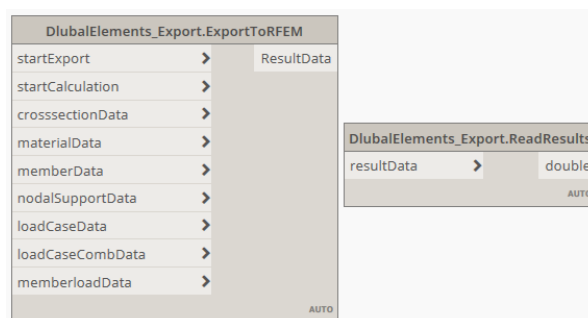 DlubalElements_Export.ExportToRFEM
startExport > ResultData
startCalculation >
crosssectionData >
materialData >
memberData >
nodalSupportData >
loadCaseData >
loadCaseCombData >
memberloadData >
AUTO
DlubalElements_Export.ReadResults
resultData > double
AUTO